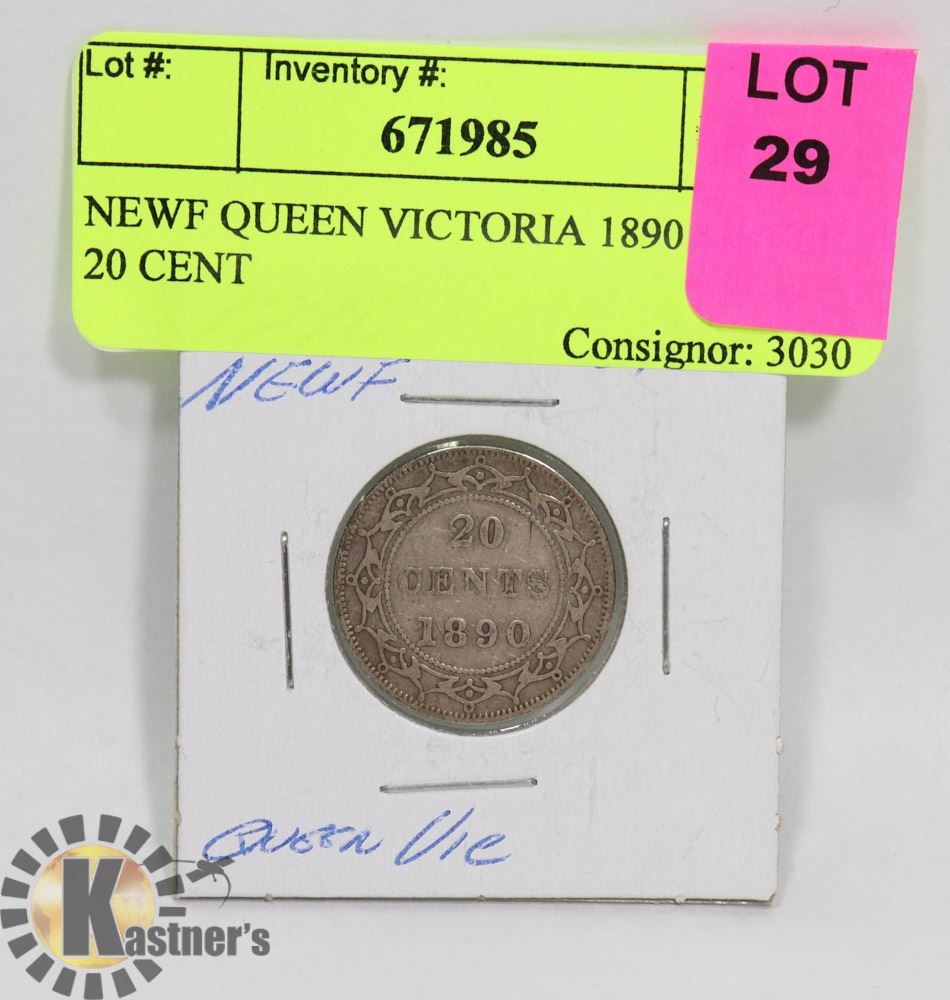 Lot #:
Inventory #:
671985
LOT
29
NEWF QUEEN VICTORIA 1890
20 CENT
Consignor: 3030
NEWF
20
CENTS
1890
QUEEN VIC
Kastner's